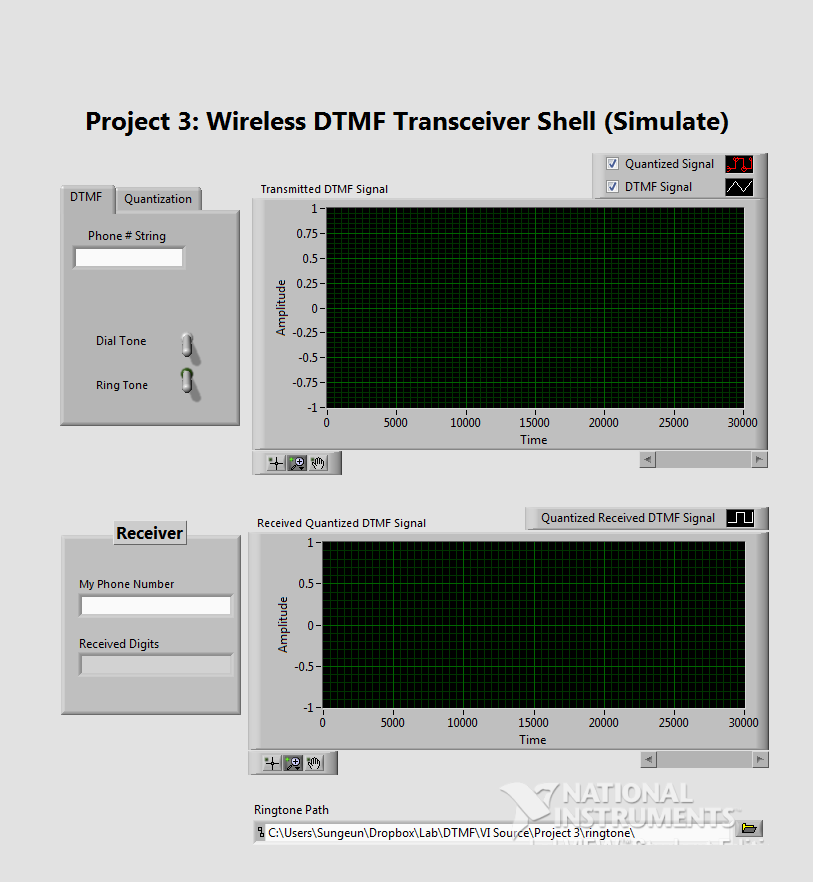 Project 3: Wireless DTMF Transceiver Shell (Simulate)
Quantized Signal
DTMF Signal
DTMF
Quantization
Phone # String
Dial Tone
Ring Tone
Transmitted DTMF Signal
Amplitude
1
0.75
0.5
0.25
0
-0.25
-0.5
-0.75
-1
0 5000 10000 15000 20000 25000 30000
Time
Receiver
My Phone Number
Received Digits
Received Quantized DTMF Signal
Quantized Received DTMF Signal
Amplitude
1
0.5
0
-0.5
-1
0 5000 10000 15000 20000 25000 30000
Time
Ringtone Path
C:\Users\Sungeun\Dropbox\Lab\DTMF\VI Source\Project 3\ringtone\
NATIONAL
INSTRUMENTS